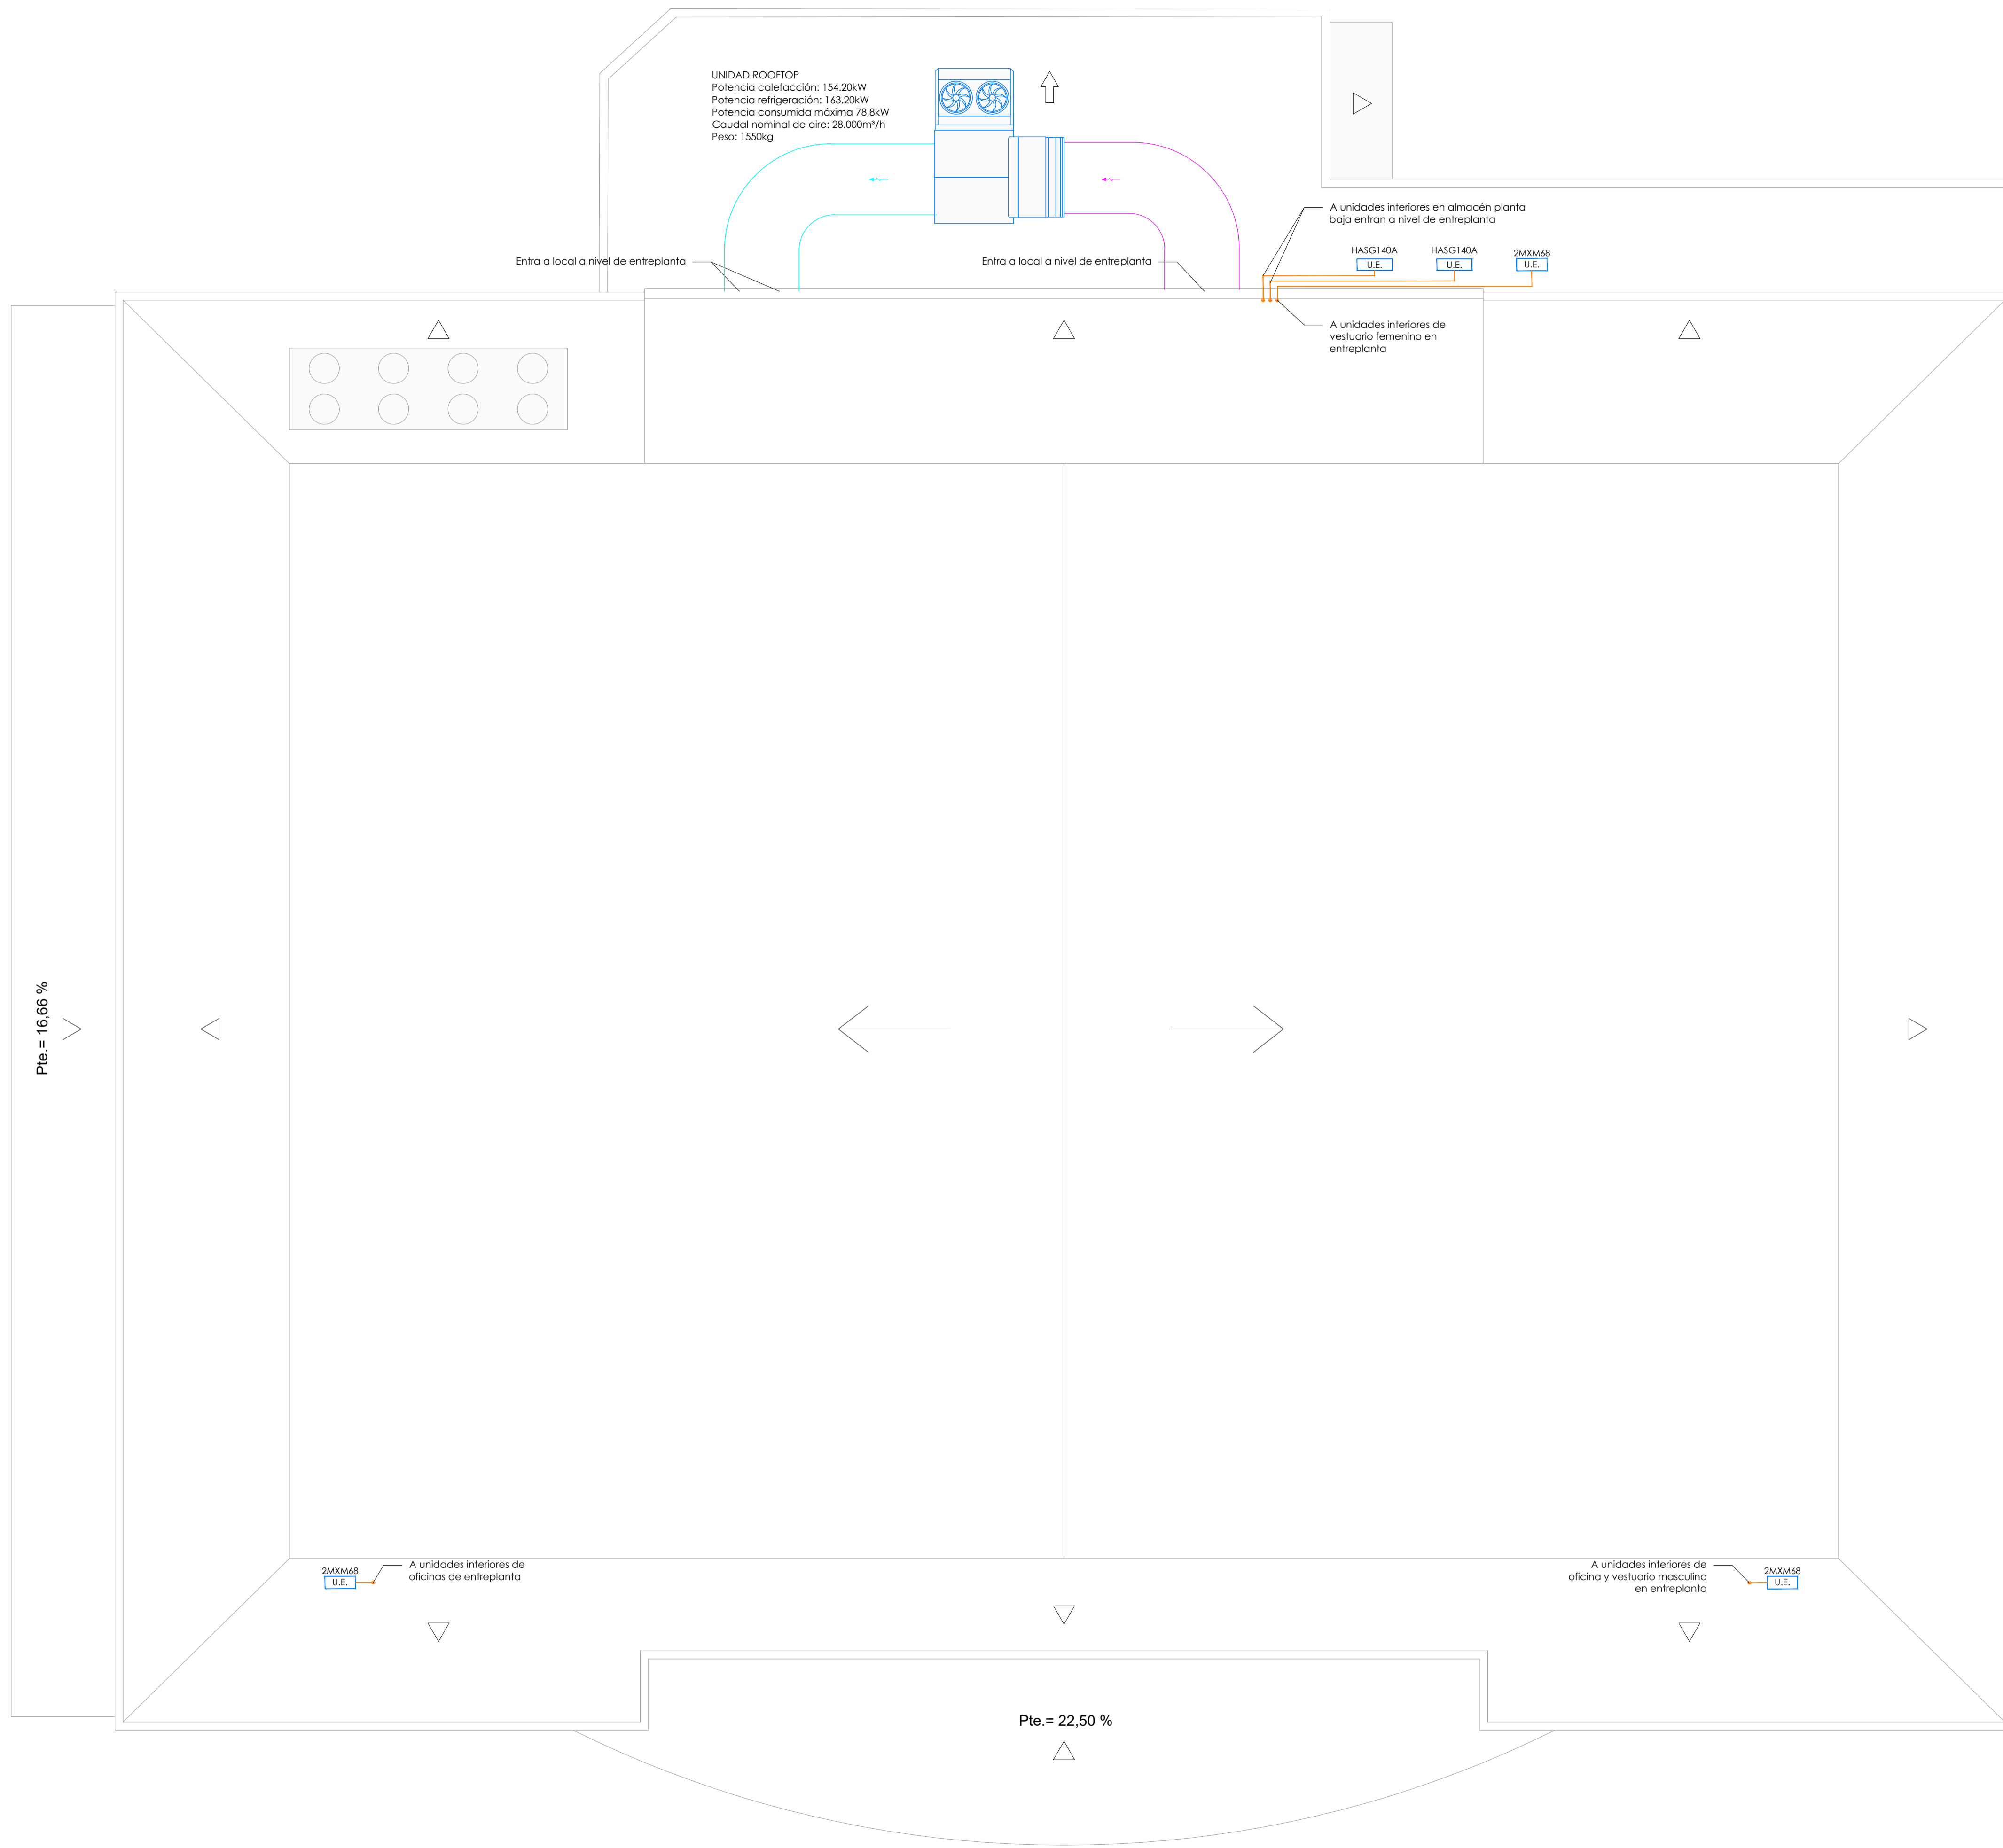 UNIDAD ROOFTOP
Potencia calefacción: 154.20kW
Potencia refrigeración: 163.20kW
Potencia consumida máxima 78,8kW
Caudal nominal de aire: 28.000m³/h
Peso: 1550kg
A unidades interiores en almacén planta
baja entran a nivel de entreplanta
HASG140A
HASG140A
2MXM68
U.E.
U.E.
U.E.
Entra a local a nivel de entreplanta
Entra a local a nivel de entreplanta
A unidades interiores de
vestuario femenino en
entreplanta
Pte.= 16,66 %
2MXM68
U.E.
A unidades interiores de
oficinas de entreplanta
A unidades interiores de
oficina y vestuario masculino
en entreplanta
2MXM68
U.E.
Pte.= 22,50 %